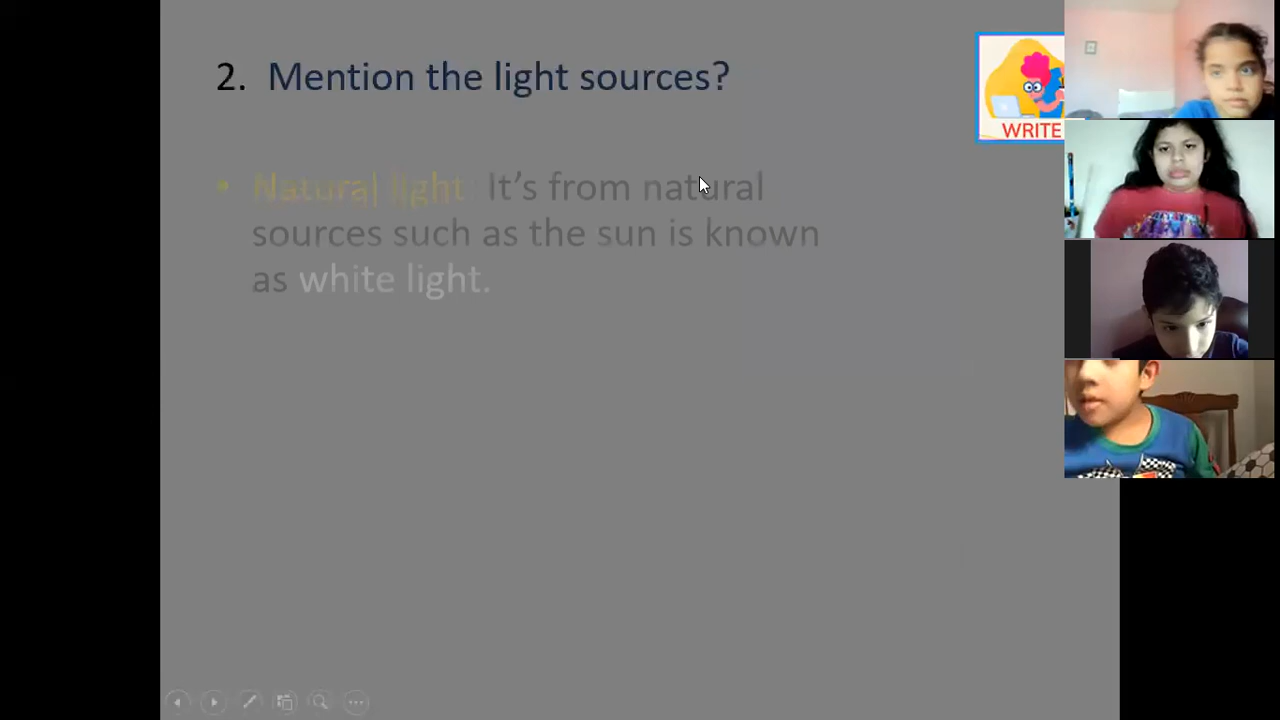 2. Mention the light sources?
WRITE
• Natural light It's from natural
sources such as the sun is known
as white light.